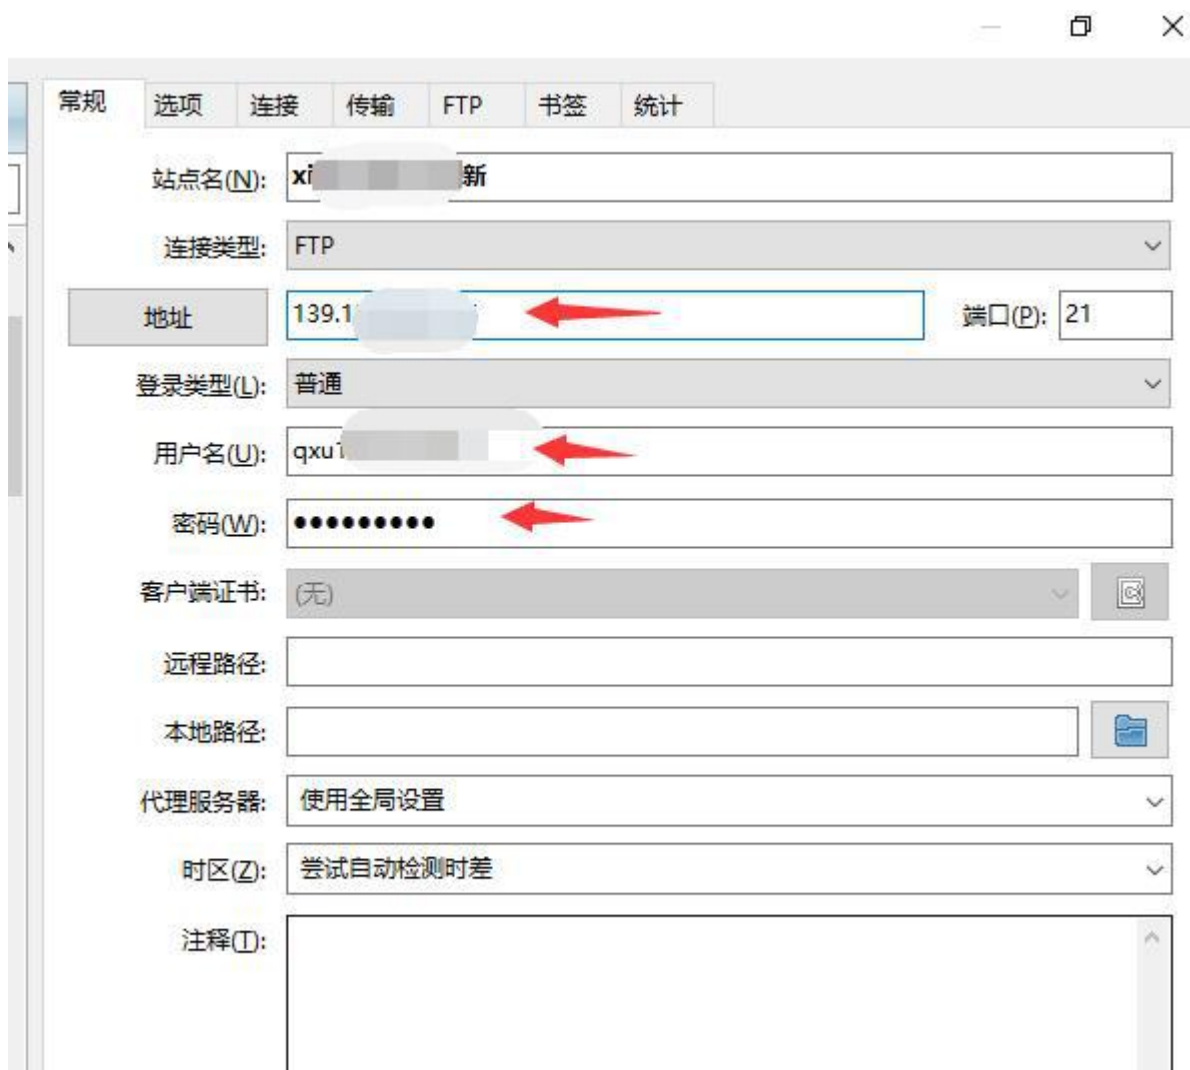 常规 选项 连接 传输 FTP 书签 统计
站点名(N): xi 新
连接类型: FTP
地址 139.1 端口(P): 21
登录类型(L): 普通
用户名(U): qxu1
密码(W): ●●●●●●●●●
客户端证书: (无)
远程路径:
本地路径:
代理服务器: 使用全局设置
时区(Z): 尝试自动检测时差
注释(T):